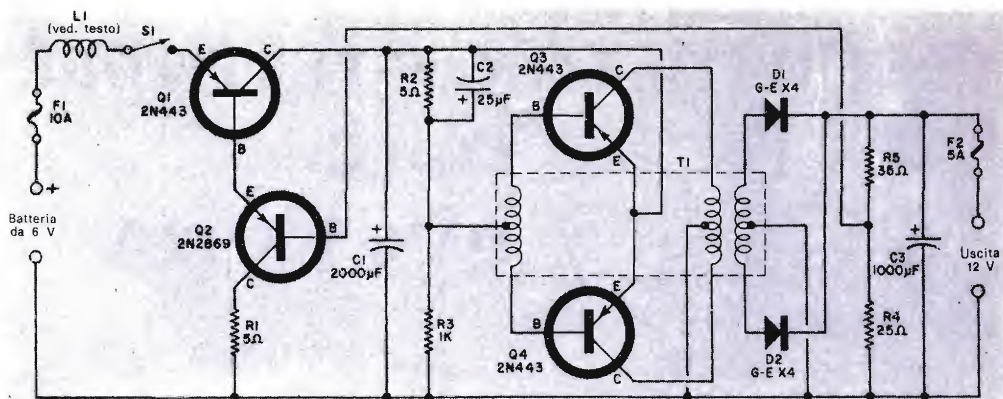 L1
(ved. testo)
S1
F1
10A
+
Batteria
da 6 V
E
C
Q1
2N443
B
E
Q2
2N2869
B
C
R1
5Ω
+
C1
2000µF
R2
5Ω
C2
+
25µF
R3
1K
Q3
2N443
C
B
E
T1
E
B
Q4
2N443
C
D1
G-E X4
D2
G-E X4
R5
35Ω
R4
25Ω
+
C3
1000µF
F2
5A
+
Uscita
12 V